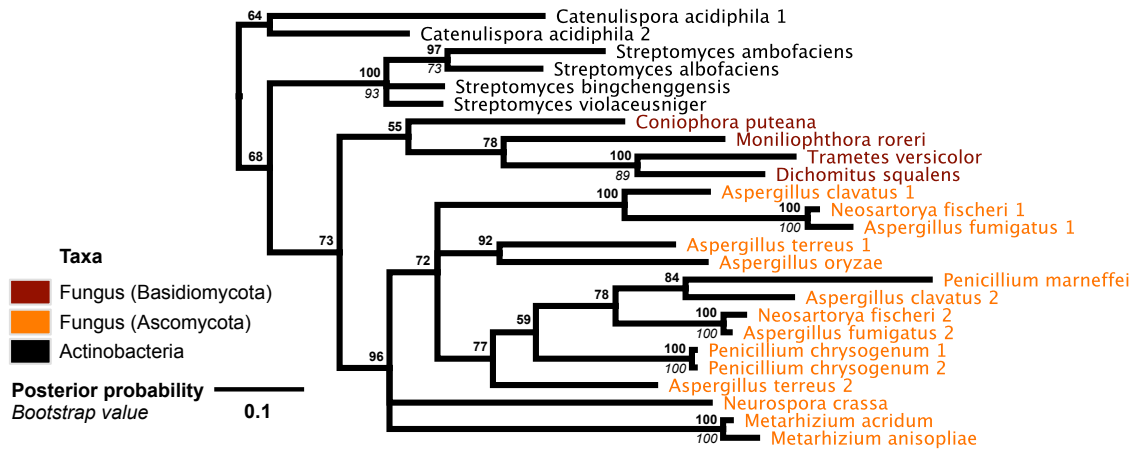 64
Catenulispora acidiphila 1
Catenulispora acidiphila 2
97
Streptomyces ambofaciens
73
Streptomyces albofaciens
100
Streptomyces bingchenggensis
93
Streptomyces violaceusniger
55
Coniophora puteana
68
78
Moniliophthora roreri
100
Trametes versicolor
89
Dichomitus squalens
100
Aspergillus clavatus 1
100
Neosartorya fischeri 1
100
Aspergillus fumigatus 1
73
92
Aspergillus terreus 1
72
Aspergillus oryzae
84
Penicillium marneffei
78
Aspergillus clavatus 2
100
Neosartorya fischeri 2
59
100
Aspergillus fumigatus 2
77
100
Penicillium chrysogenum 1
96
100
Penicillium chrysogenum 2
Aspergillus terreus 2
Neurospora crassa
100
Metarhizium acridum
100
Metarhizium anisopliae
Taxa
Fungus (Basidiomycota)
Fungus (Ascomycota)
Actinobacteria
Posterior probability
Bootstrap value
0.1